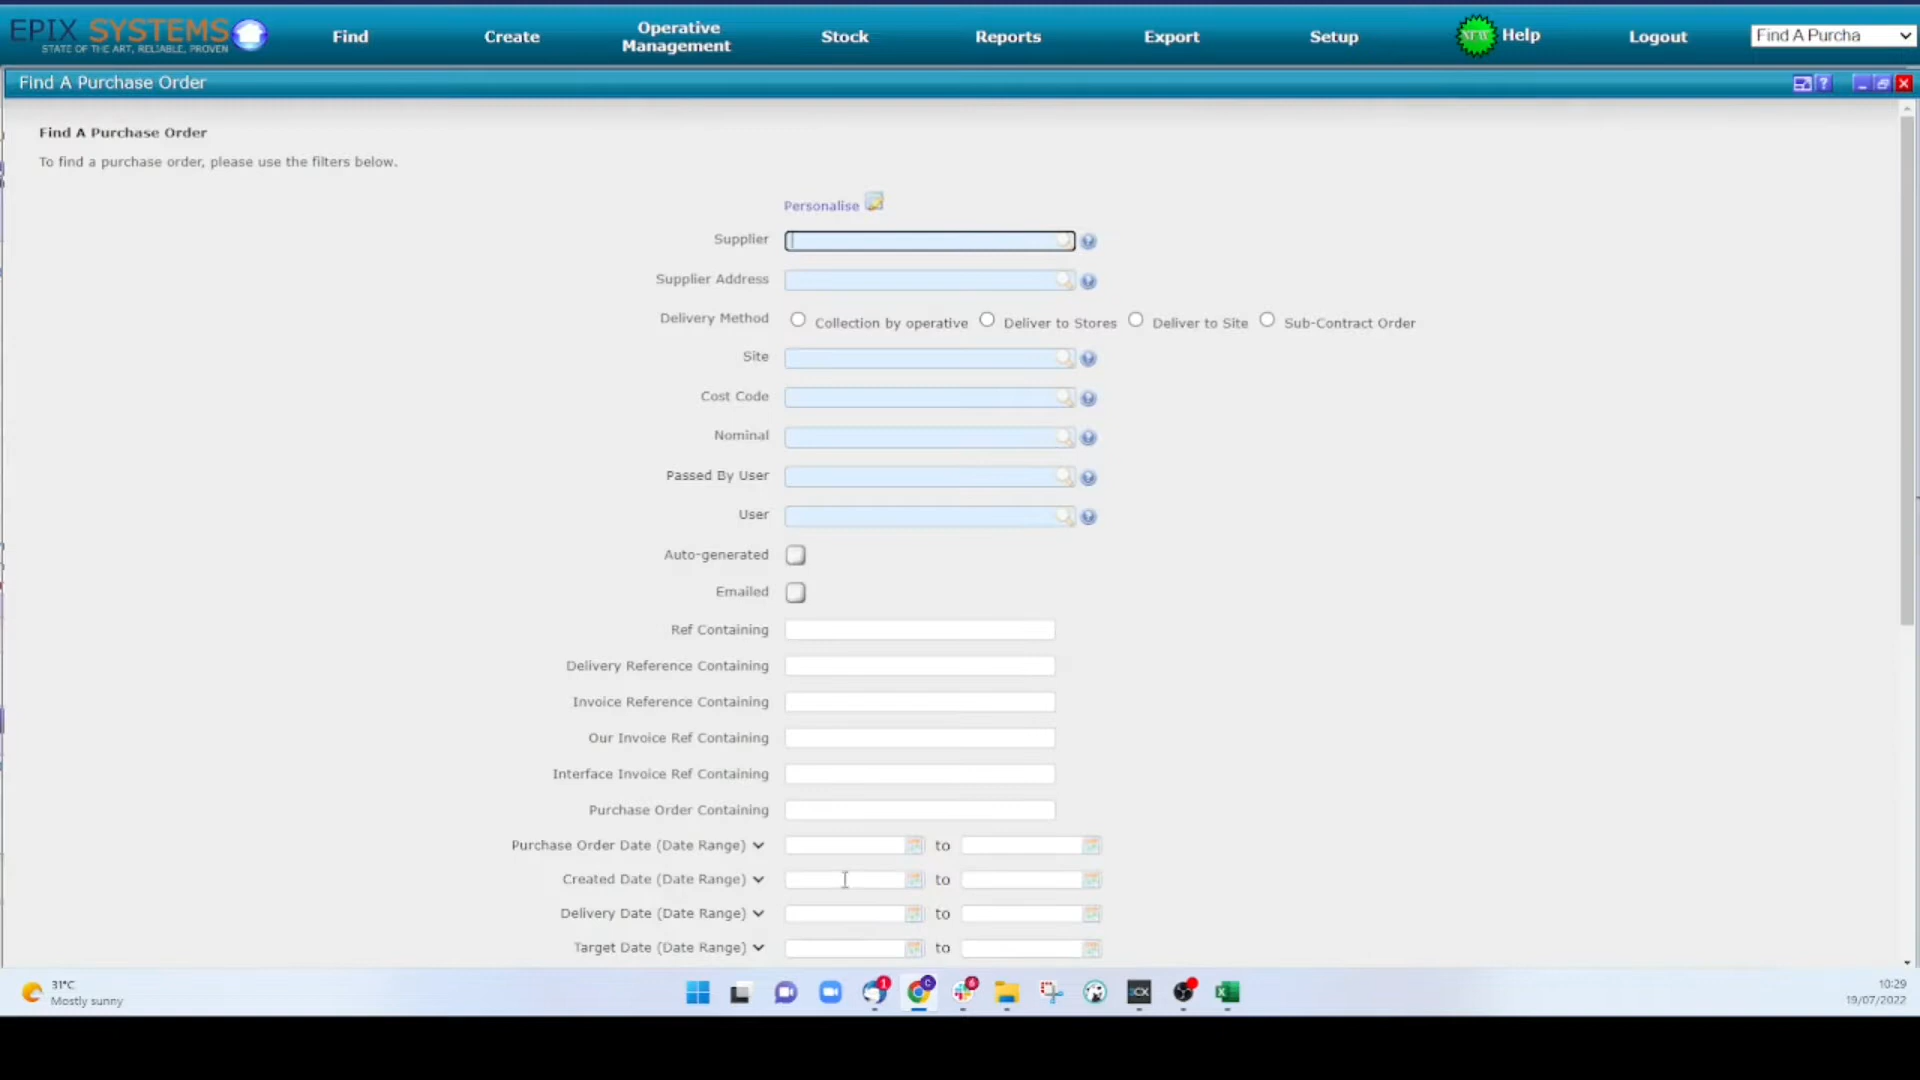 EPIX SYSTEMS
STATE OF THE ART, RELIABLE, PROVEN
Find
Create
Operative
Management
Stock
Reports
Export
Setup
NEW
Help
Logout
Find A Purcha
Find A Purchase Order
?
Find A Purchase Order
To find a purchase order, please use the filters below.
Personalise
Supplier
Supplier Address
Delivery Method Collection by operative Deliver to Stores Deliver to Site Sub-Contract Order
Site
Cost Code
Nominal
Passed By User
User
Auto-generated
Emailed
Ref Containing
Delivery Reference Containing
Invoice Reference Containing
Our Invoice Ref Containing
Interface Invoice Ref Containing
Purchase Order Containing
Purchase Order Date (Date Range) to
Created Date (Date Range) to
Delivery Date (Date Range) to
Target Date (Date Range) to
31°C
Mostly sunny
10:29
19/07/2022